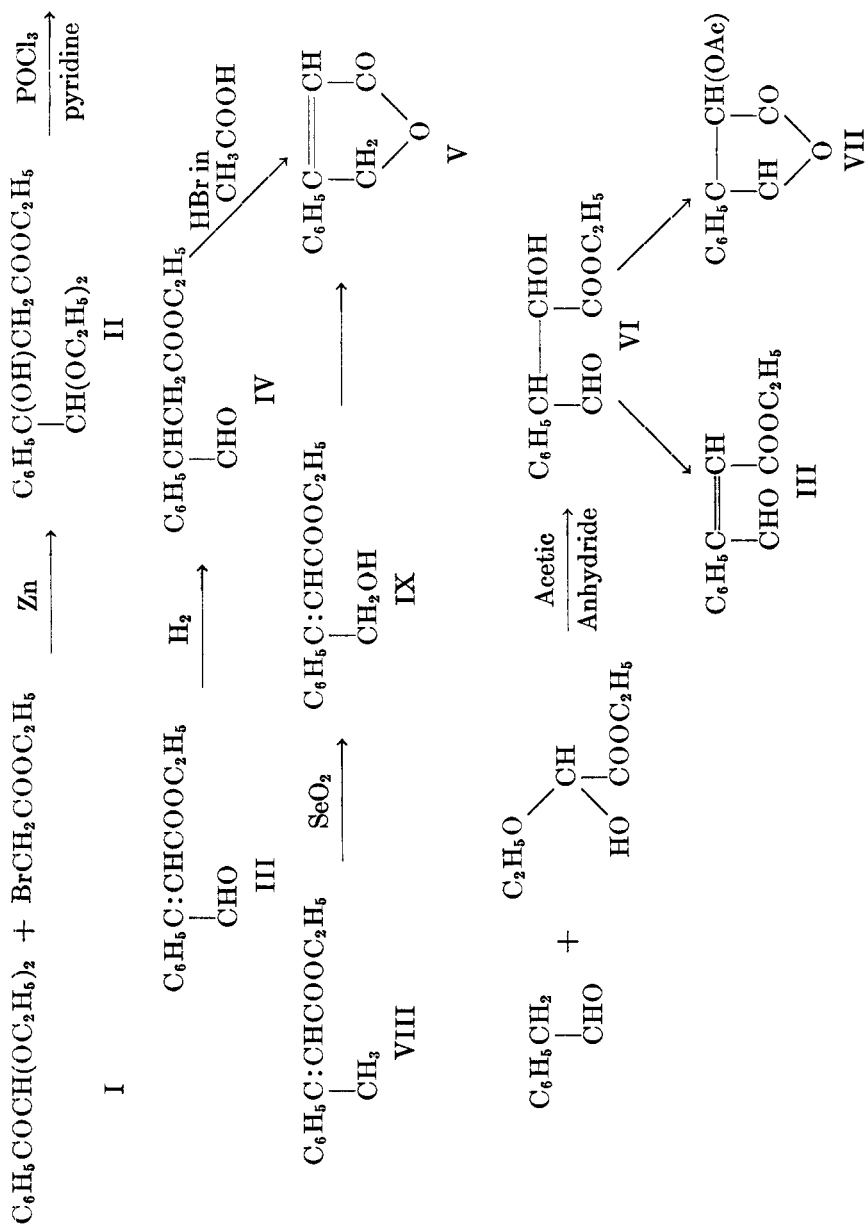 Zn POCl₃
C₆H₅COCH(OC₂H₅)₂ + BrCH₂COOC₂H₅ C₆H₅C(OH)CH₂COOC₂H₅ pyridine
CH(OC₂H₅)₂
I II
H₂ HBr in
C₆H₅C:CHCOOC₂H₅ C₆H₅CHCH₂COOC₂H₅ CH₃COOH
CHO CHO
III IV
SeO₂
C₆H₅C:CHCOOC₂H₅ C₆H₅C:CHCOOC₂H₅ C₆H₅C CH
CH₃ CH₂OH CH₂ CO
VIII IX O
V
C₂H₅O Acetic
C₆H₅CH₂ + CH Anhydride C₆H₅CH CHOH
CHO HO COOC₂H₅ CHO COOC₂H₅
VI
C₆H₅C CH C₆H₅C CH(OAc)
CHO COOC₂H₅ CH CO
III O
VII